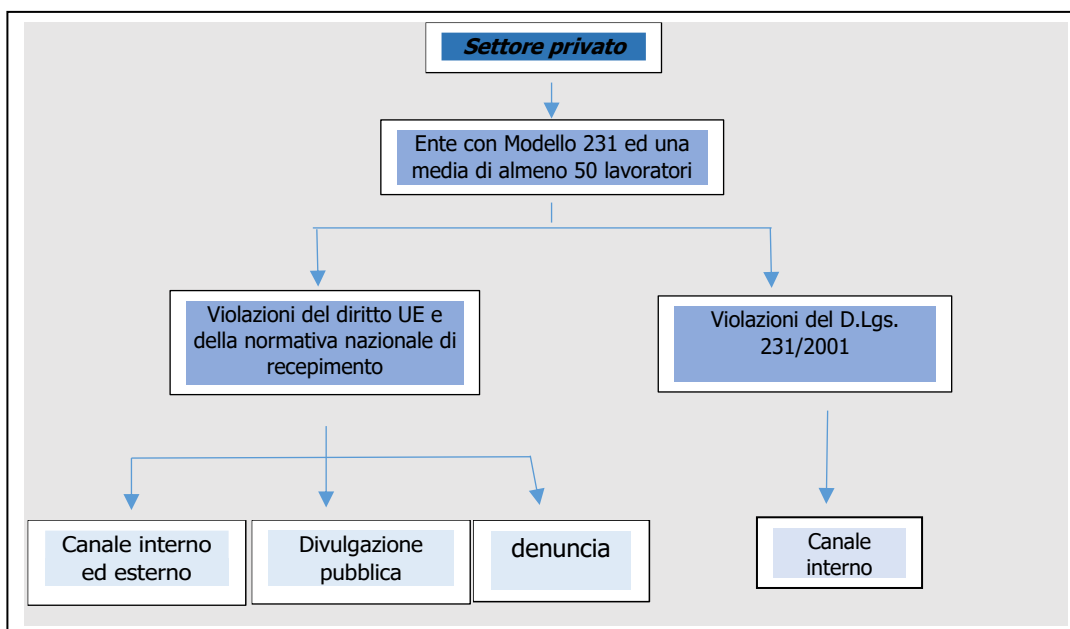 Settore privato
Ente con Modello 231 ed una
media di almeno 50 lavoratori
Violazioni del diritto UE e
della normativa nazionale di
recepimento
Violazioni del D.Lgs.
231/2001
Canale interno
ed esterno
Divulgazione
pubblica
denuncia
Canale
interno